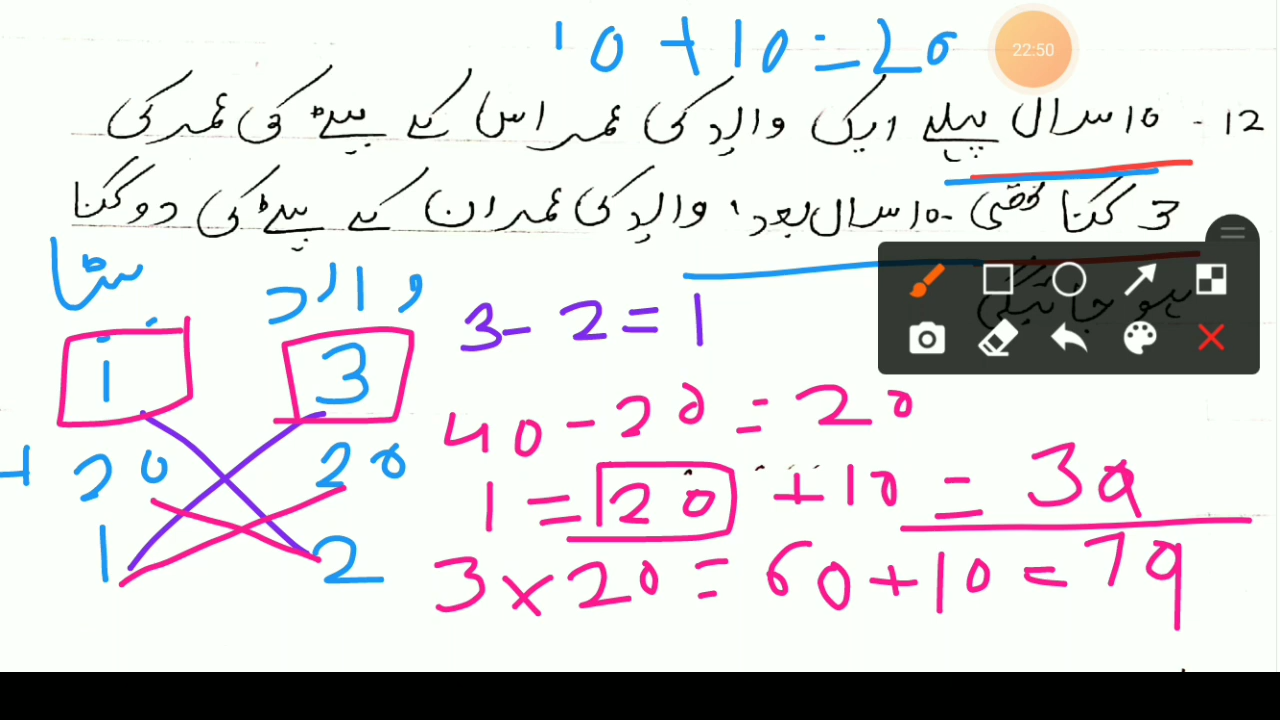 10 + 10 = 20
22:50
12 - 10 سال پہلے ایک والد کی عمر اس کے بیٹے کی عمر کی
3 گنا تھی - 10 سال بعد، والد کی عمر ان کے بیٹے کی دوگنا
ہو جائیگی
والد بیٹا
3 - 2 = 1
3 1
40 - 20 = 20
20 20 +
1 = 20 + 10 = 30
2 1
3 × 20 = 60 + 10 = 70